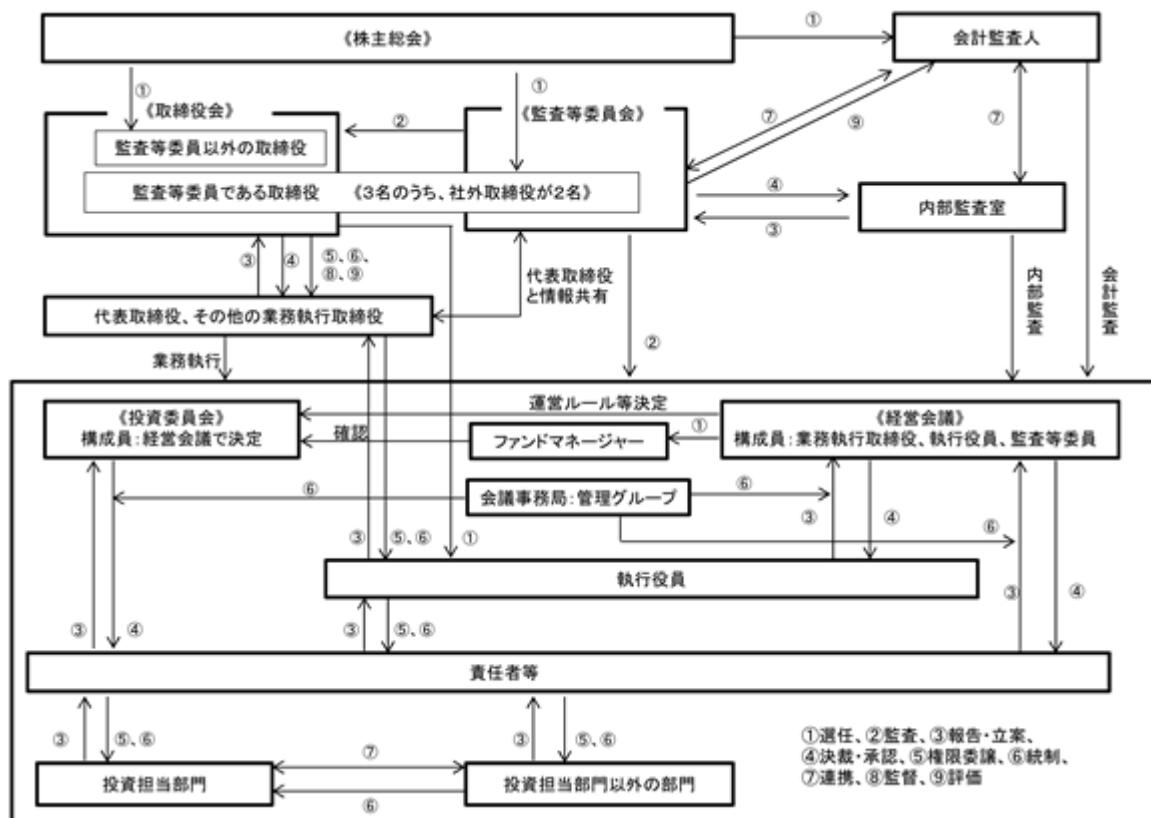 《株主総会》
①
会計監査人
①
①
《取締役会》
《監査等委員会》
②
⑦
⑨
⑦
監査等委員以外の取締役
監査等委員である取締役　《3名のうち、社外取締役が2名》
④
③
内部監査室
③
④
⑤、⑥、
⑧、⑨
代表取締役
と情報共有
内部監査
会計監査
代表取締役、その他の業務執行取締役
②
業務執行
運営ルール等決定
《投資委員会》
構成員：経営会議で決定
確認
ファンドマネージャー
①
《経営会議》
構成員：業務執行取締役、執行役員、監査等委員
⑥
会議事務局：管理グループ
⑥
③
④
⑥
③
⑤、⑥
①
執行役員
③
④
③
④
③
⑤、⑥
責任者等
③
⑤、⑥
③
⑤、⑥
⑦
投資担当部門
投資担当部門以外の部門
⑥
①選任、②監査、③報告・立案、
④決裁・承認、⑤権限委譲、⑥統制、
⑦連携、⑧監督、⑨評価